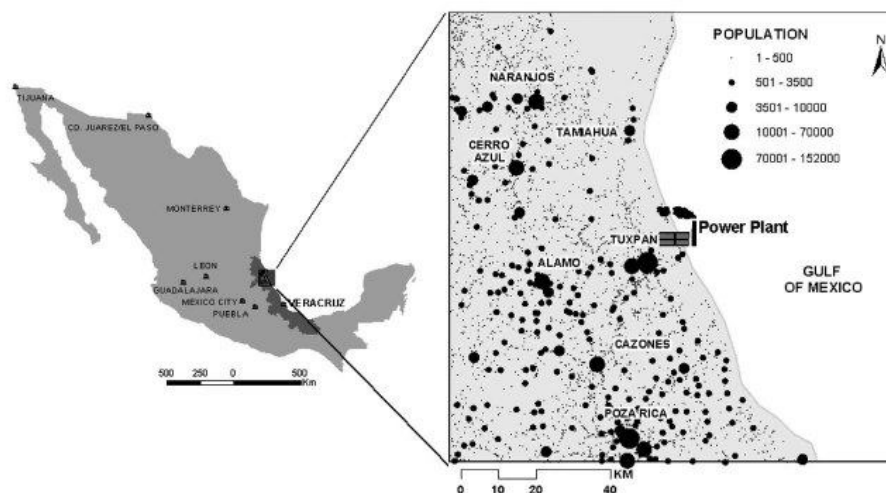 TIJUANA
CD. JUAREZ/EL PASO
MONTERREY
LEON
GUADALAJARA
MEXICO CITY
PUEBLA
VERACRUZ
500 250 0 500
Km
POPULATION
1 - 500
501 - 3500
3501 - 10000
10001 - 70000
70001 - 152000
N
NARANJOS
TAMIAHUA
CERRO
AZUL
Power Plant
TUXPAN
ALAMO
GULF
OF MEXICO
CAZONES
POZA RICA
KM
0 10 20 40